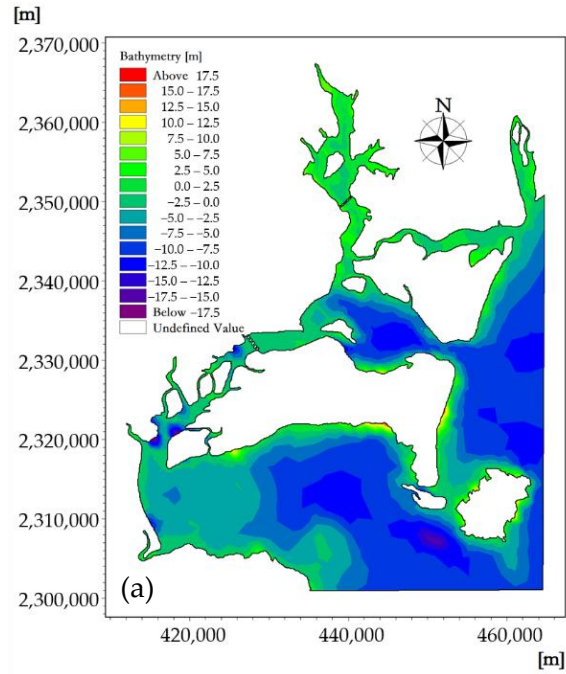 [m]
2,370,000
2,360,000
2,350,000
2,340,000
2,330,000
2,320,000
2,310,000
2,300,000
Bathymetry [m]
Above 17.5
15.0 – 17.5
12.5 – 15.0
10.0 – 12.5
7.5 – 10.0
5.0 – 7.5
2.5 – 5.0
0.0 – 2.5
−2.5 – −0.0
−5.0 – −2.5
−7.5 – −5.0
−10.0 – −7.5
−12.5 – −10.0
−15.0 – −12.5
−17.5 – −15.0
Below −17.5
Undefined Value
N
(a)
420,000 440,000 460,000
[m]